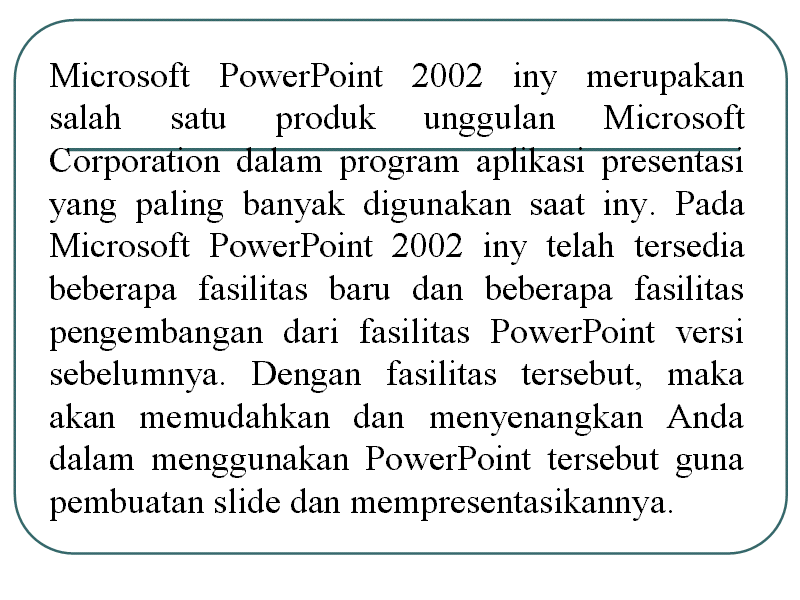 Microsoft PowerPoint 2002 iny merupakan
salah satu produk unggulan Microsoft
Corporation dalam program aplikasi presentasi
yang paling banyak digunakan saat iny. Pada
Microsoft PowerPoint 2002 iny telah tersedia
beberapa fasilitas baru dan beberapa fasilitas
pengembangan dari fasilitas PowerPoint versi
sebelumnya. Dengan fasilitas tersebut, maka
akan memudahkan dan menyenangkan Anda
dalam menggunakan PowerPoint tersebut guna
pembuatan slide dan mempresentasikannya.